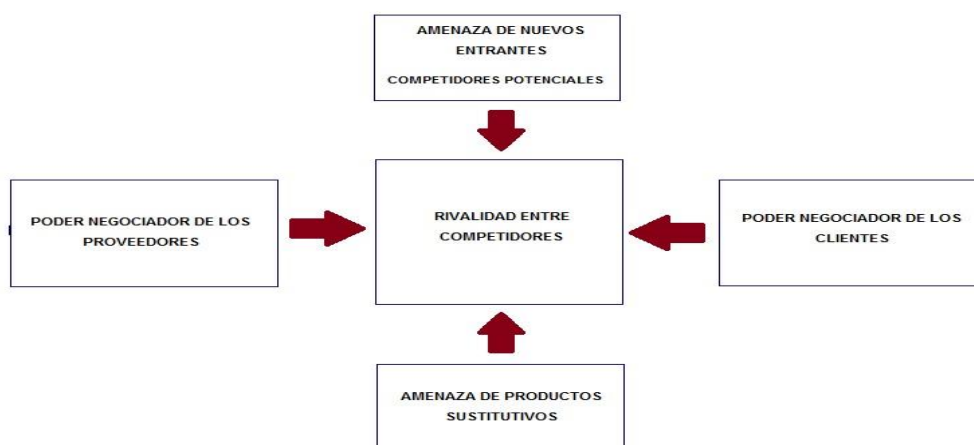 AMENAZA DE NUEVOS
ENTRANTES
COMPETIDORES POTENCIALES
PODER NEGOCIADOR DE LOS
PROVEEDORES
RIVALIDAD ENTRE
COMPETIDORES
PODER NEGOCIADOR DE LOS
CLIENTES
AMENAZA DE PRODUCTOS
SUSTITUTIVOS